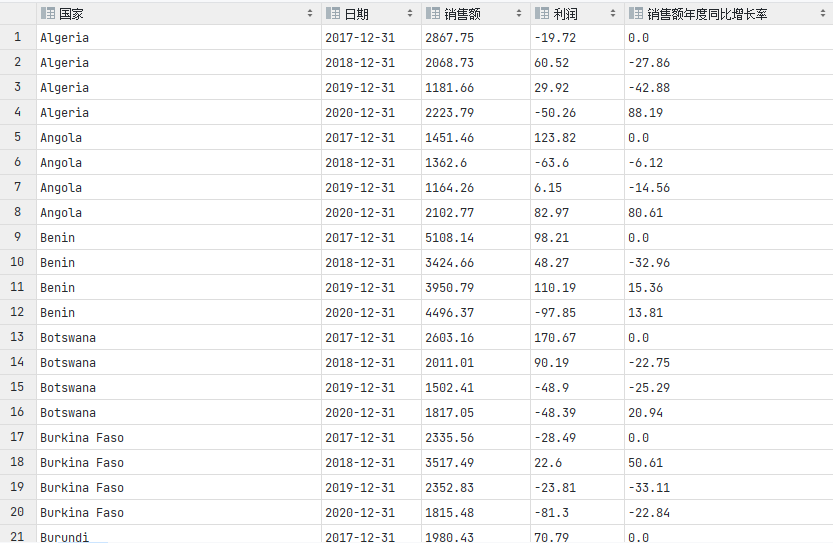 国家 日期 销售额 利润 销售额年度同比增长率
1 Algeria 2017-12-31 2867.75 -19.72 0.0
2 Algeria 2018-12-31 2068.73 60.52 -27.86
3 Algeria 2019-12-31 1181.66 29.92 -42.88
4 Algeria 2020-12-31 2223.79 -50.26 88.19
5 Angola 2017-12-31 1451.46 123.82 0.0
6 Angola 2018-12-31 1362.6 -63.6 -6.12
7 Angola 2019-12-31 1164.26 6.15 -14.56
8 Angola 2020-12-31 2102.77 82.97 80.61
9 Benin 2017-12-31 5108.14 98.21 0.0
10 Benin 2018-12-31 3424.66 48.27 -32.96
11 Benin 2019-12-31 3950.79 110.19 15.36
12 Benin 2020-12-31 4496.37 -97.85 13.81
13 Botswana 2017-12-31 2603.16 170.67 0.0
14 Botswana 2018-12-31 2011.01 90.19 -22.75
15 Botswana 2019-12-31 1502.41 -48.9 -25.29
16 Botswana 2020-12-31 1817.05 -48.39 20.94
17 Burkina Faso 2017-12-31 2335.56 -28.49 0.0
18 Burkina Faso 2018-12-31 3517.49 22.6 50.61
19 Burkina Faso 2019-12-31 2352.83 -23.81 -33.11
20 Burkina Faso 2020-12-31 1815.48 -81.3 -22.84
21 Burundi 2017-12-31 1980.43 70.79 0.0